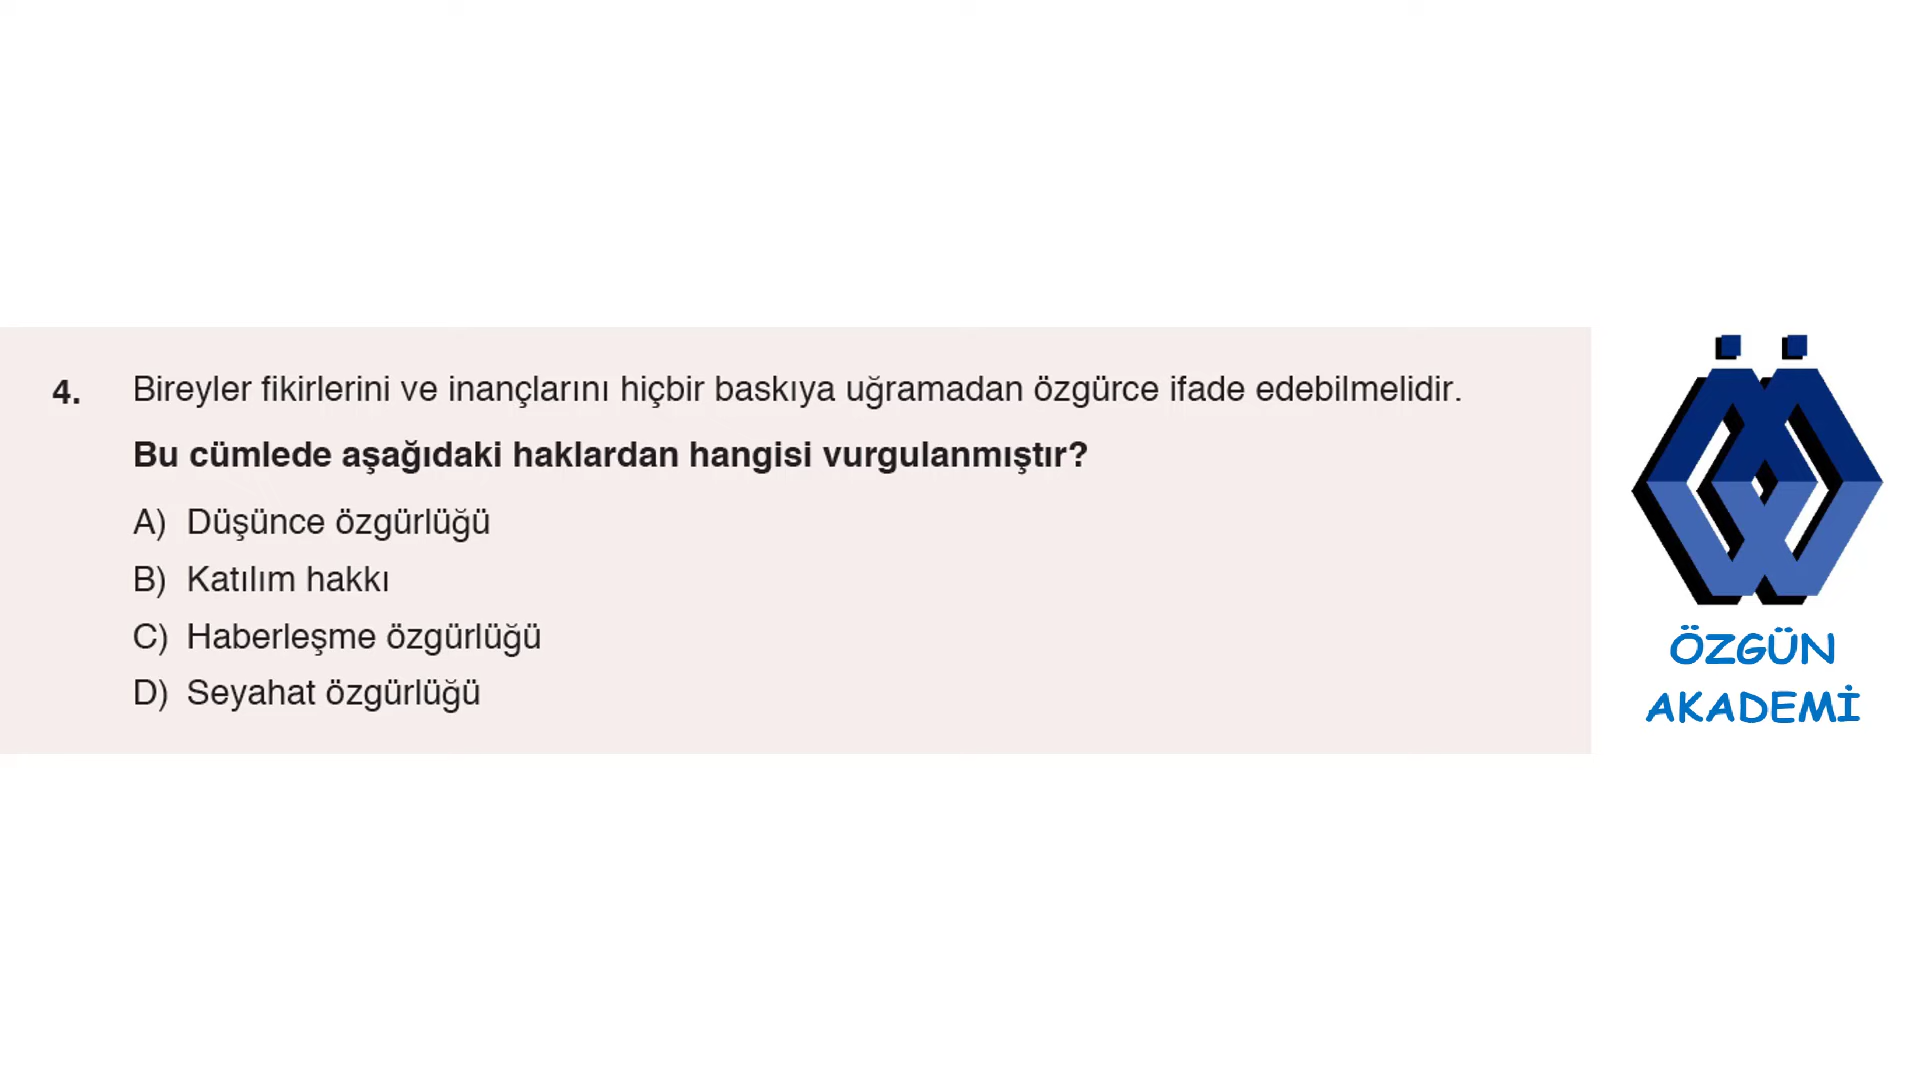 4. Bireyler fikirlerini ve inançlarını hiçbir baskıya uğramadan özgürce ifade edebilmelidir.
Bu cümlede aşağıdaki haklardan hangisi vurgulanmıştır?
A) Düşünce özgürlüğü
B) Katılım hakkı
C) Haberleşme özgürlüğü
D) Seyahat özgürlüğü
ÖZGÜN
AKADEMİ